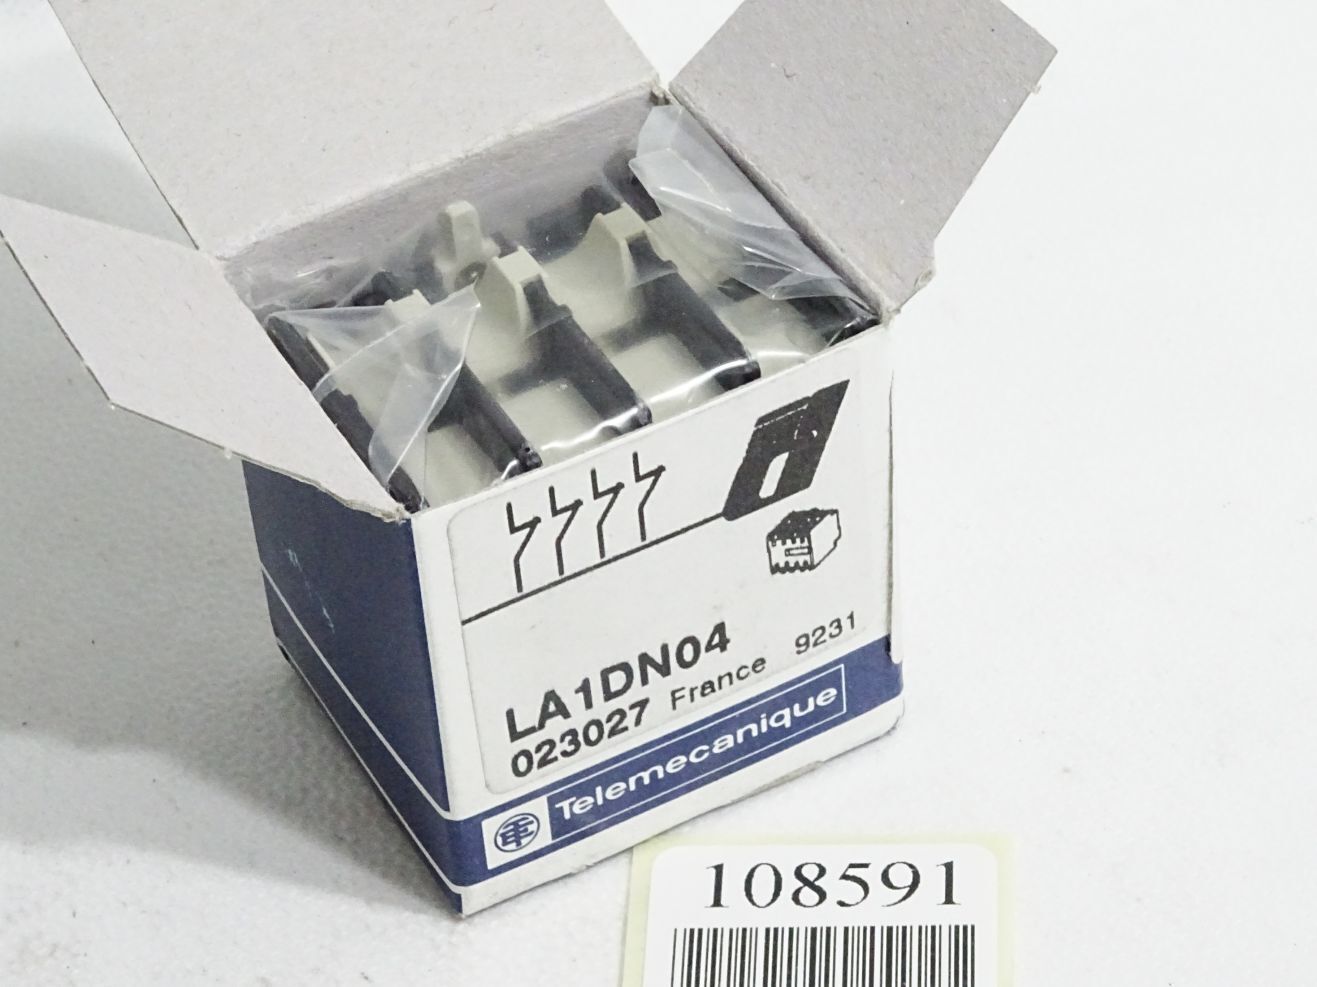 LA1DN04
023027 France 9231
Telemecanique
108591